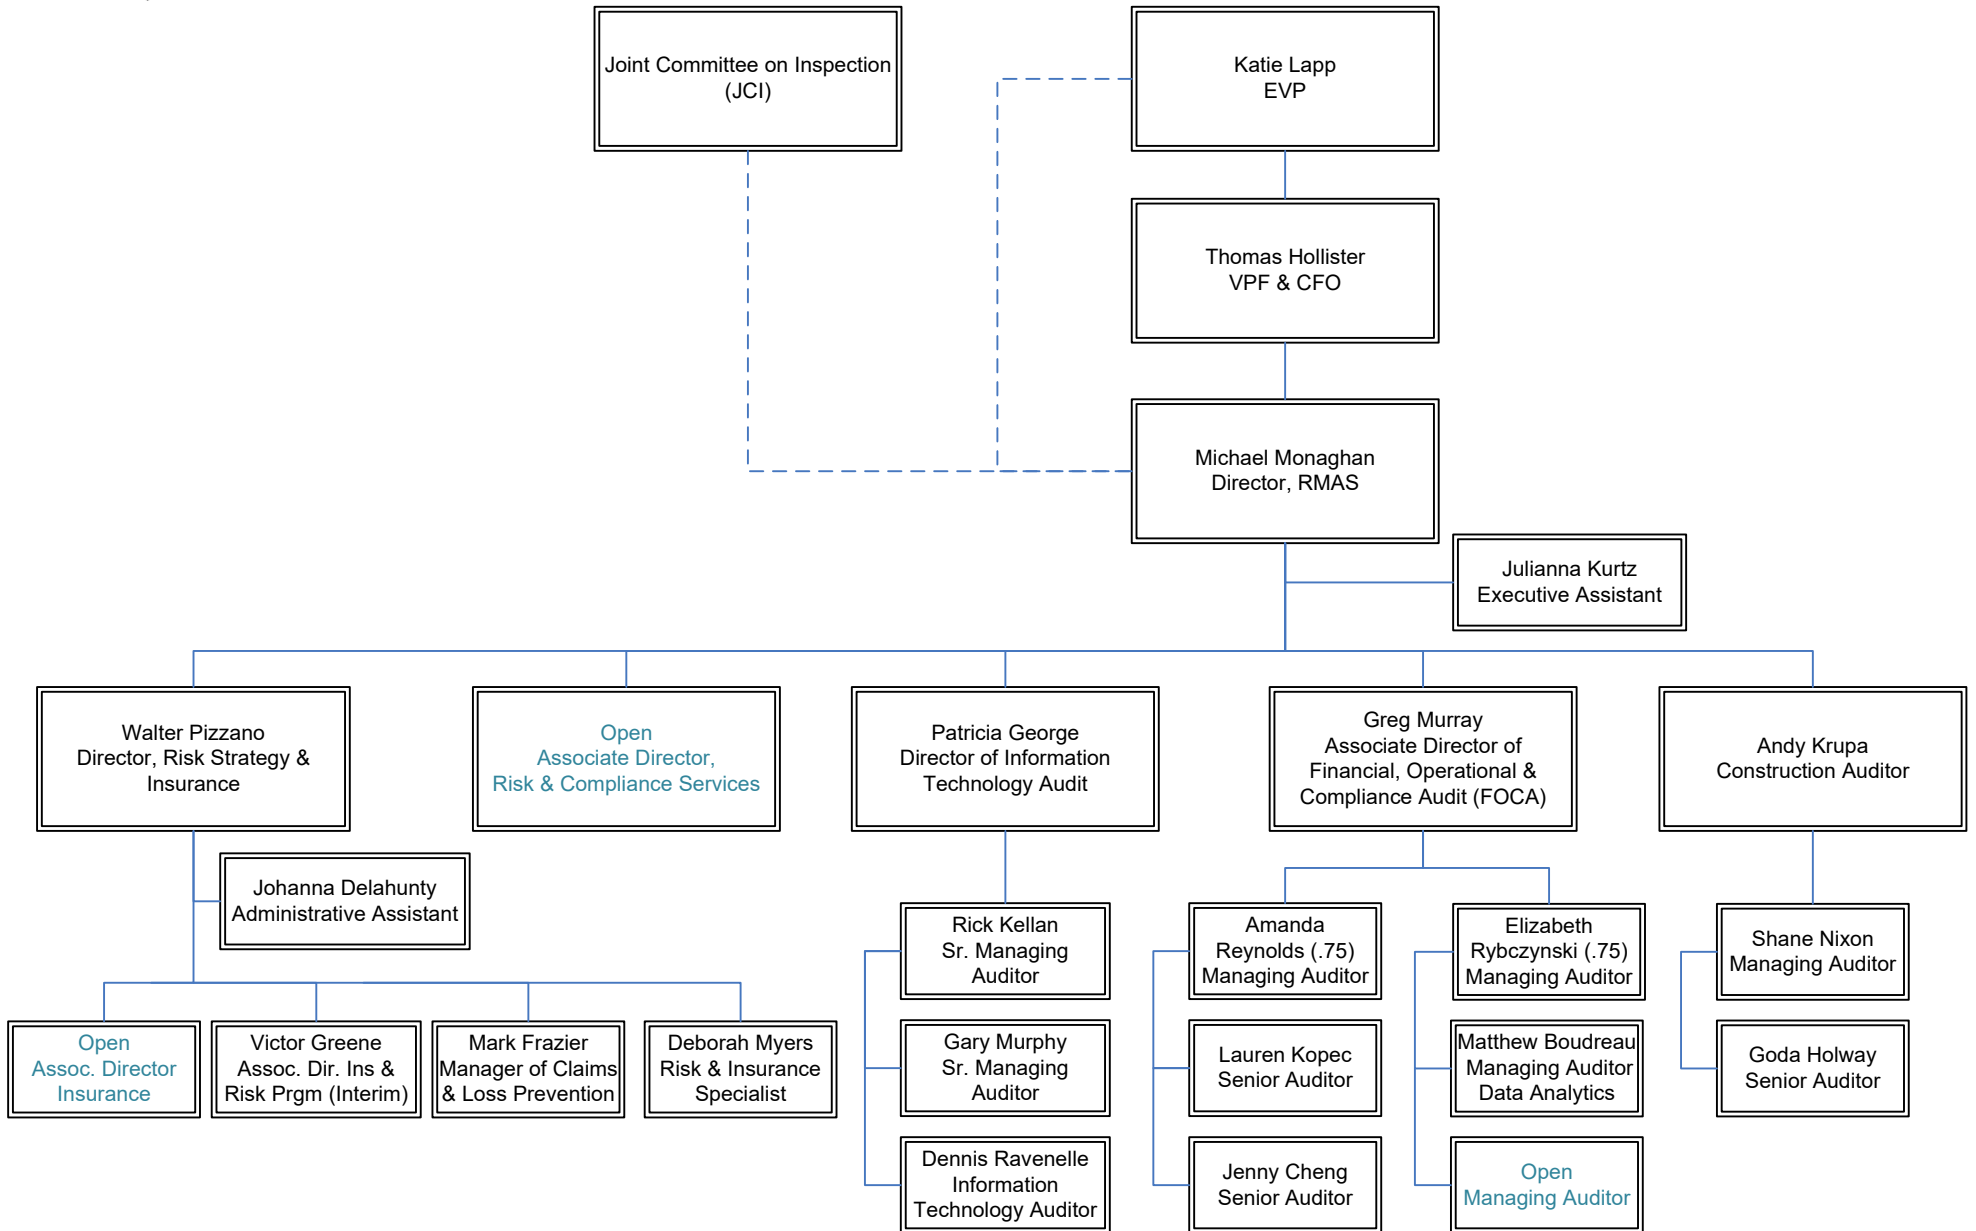 Joint Committee on Inspection
(JCI)
Katie Lapp
EVP
Thomas Hollister
VPF & CFO
Michael Monaghan
Director, RMAS
Julianna Kurtz
Executive Assistant
Walter Pizzano
Director, Risk Strategy &
Insurance
Open
Associate Director,
Risk & Compliance Services
Patricia George
Director of Information
Technology Audit
Greg Murray
Associate Director of
Financial, Operational &
Compliance Audit (FOCA)
Andy Krupa
Construction Auditor
Johanna Delahunty
Administrative Assistant
Open
Assoc. Director
Insurance
Victor Greene
Assoc. Dir. Ins &
Risk Prgm (Interim)
Mark Frazier
Manager of Claims
& Loss Prevention
Deborah Myers
Risk & Insurance
Specialist
Rick Kellan
Sr. Managing
Auditor
Gary Murphy
Sr. Managing
Auditor
Dennis Ravenelle
Information
Technology Auditor
Amanda
Reynolds (.75)
Managing Auditor
Lauren Kopec
Senior Auditor
Jenny Cheng
Senior Auditor
Elizabeth
Rybczynski (.75)
Managing Auditor
Matthew Boudreau
Managing Auditor
Data Analytics
Open
Managing Auditor
Shane Nixon
Managing Auditor
Goda Holway
Senior Auditor